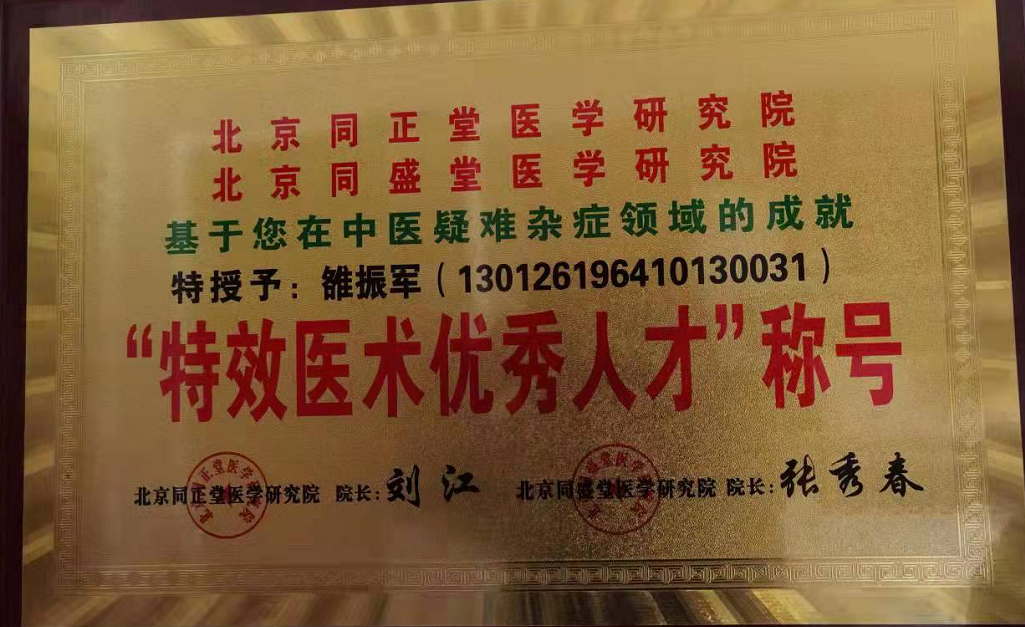 北京同正堂医学研究院
北京同盛堂医学研究院
基于您在中医疑难杂症领域的成就
特授予：雒振军（130126196410130031）
“特效医术优秀人才”称号
北京同正堂医学研究院 院长：刘江
北京同盛堂医学研究院 院长：张秀春